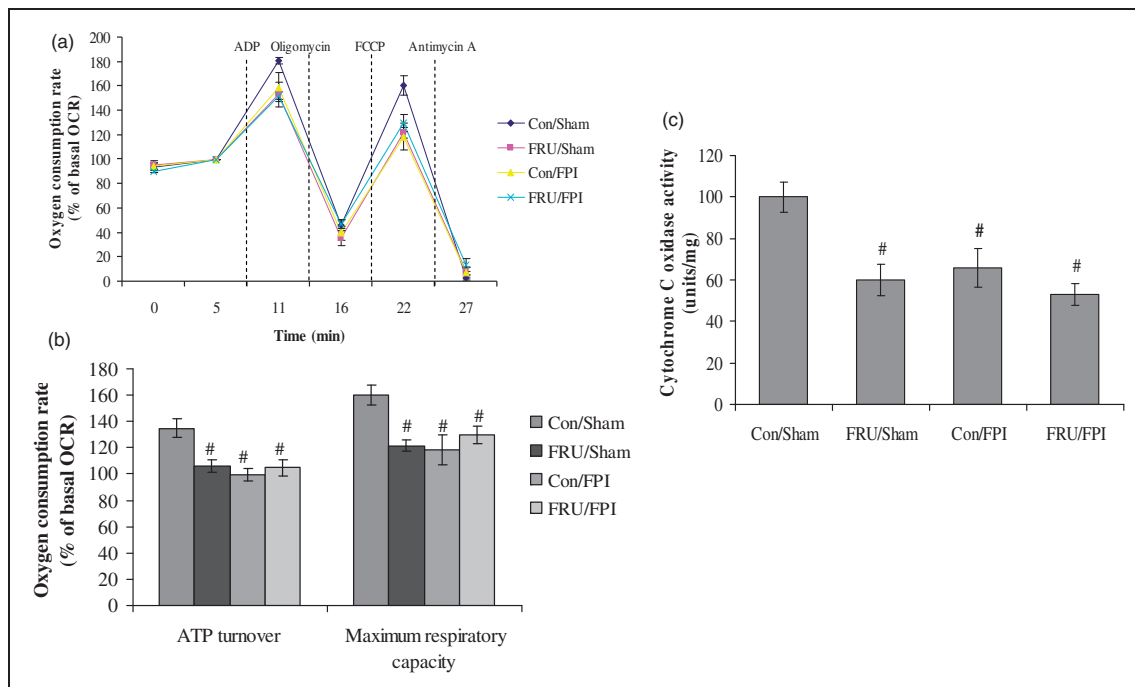 (a)
Oxygen consumption rate
(% of basal OCR)
200
180
160
140
120
100
80
60
40
20
0
ADP Oligomycin FCCP Antimycin A
0 5 11 16 22 27
Time (min)
Con/Sham
FRU/Sham
Con/FPI
FRU/FPI
(b)
Oxygen consumption rate
(% of basal OCR)
180
160
140
120
100
80
60
40
20
0
# # # # # #
ATP turnover Maximum respiratory
capacity
Con/Sham
FRU/Sham
Con/FPI
FRU/FPI
(c)
Cytochrome C oxidase activity
(units/mg)
120
100
80
60
40
20
0
# # #
Con/Sham FRU/Sham Con/FPI FRU/FPI